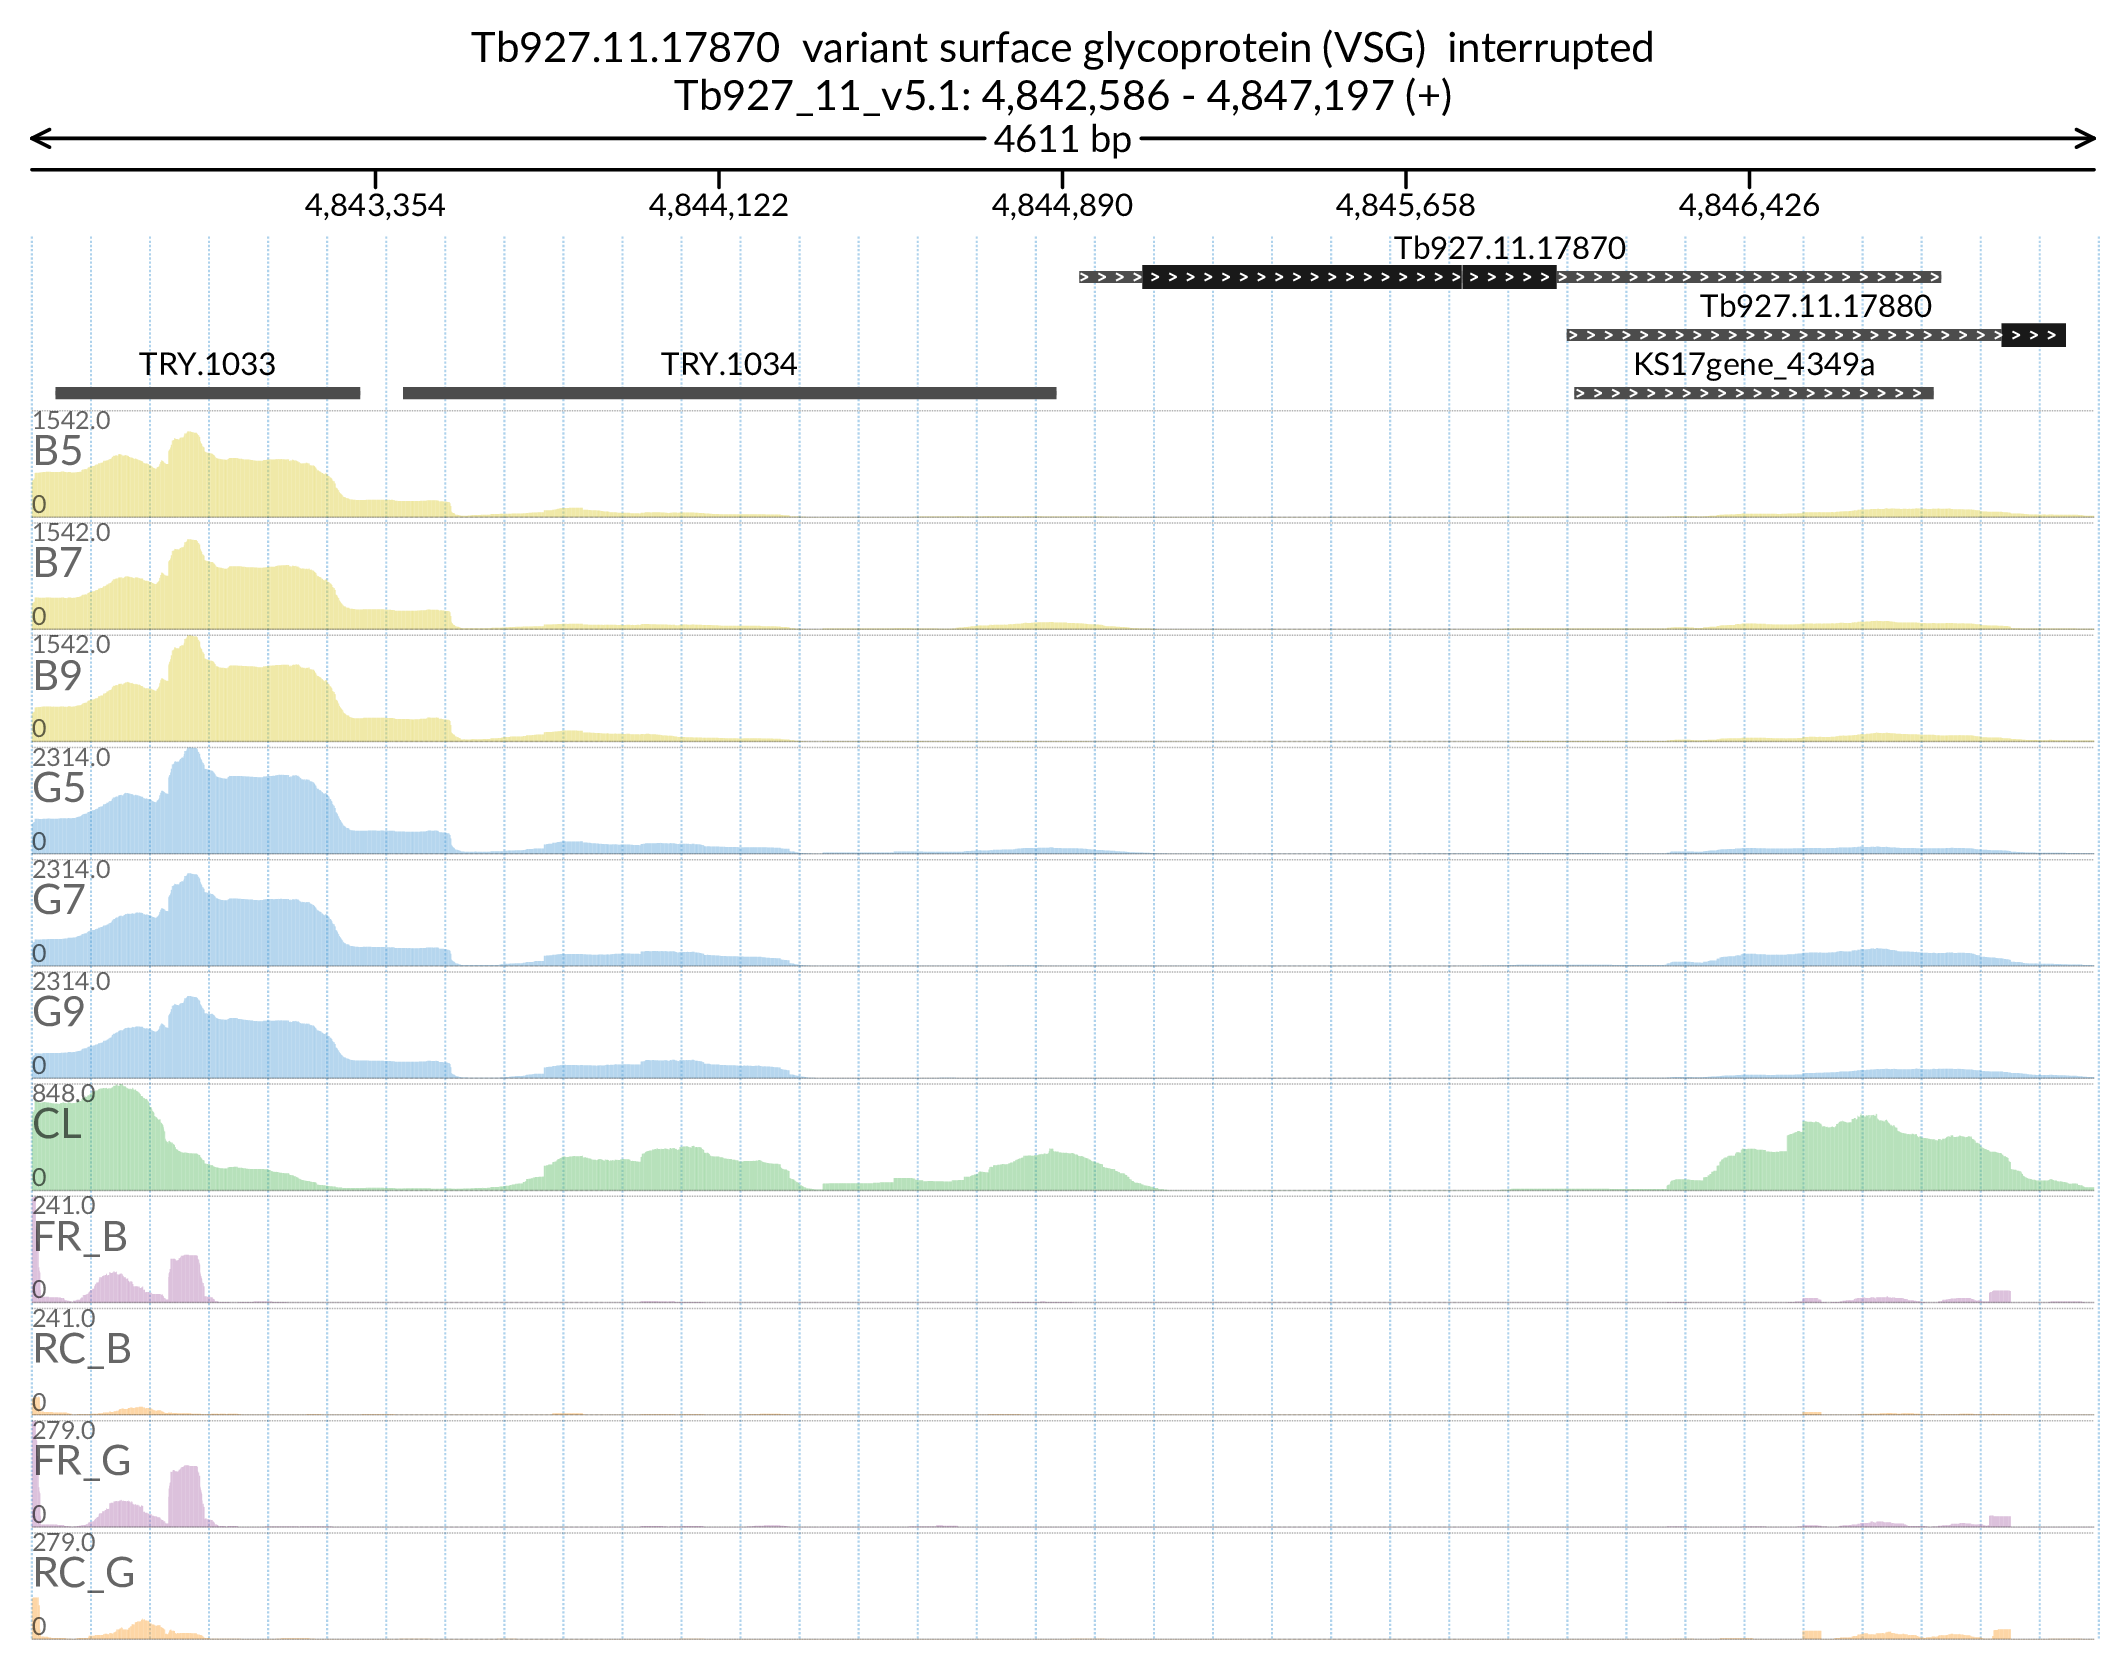 Tb927.11.17870  variant surface glycoprotein (VSG)  interrupted
Tb927_11_v5.1: 4,842,586 - 4,847,197 (+)
4611 bp
4,843,354 4,844,122 4,844,890 4,845,658 4,846,426
Tb927.11.17870
Tb927.11.17880
TRY.1033 TRY.1034 KS17gene_4349a
1542.0
B5
0
1542.0
B7
0
1542.0
B9
0
2314.0
G5
0
2314.0
G7
0
2314.0
G9
0
848.0
CL
0
241.0
FR_B
0
241.0
RC_B
0
279.0
FR_G
0
279.0
RC_G
0